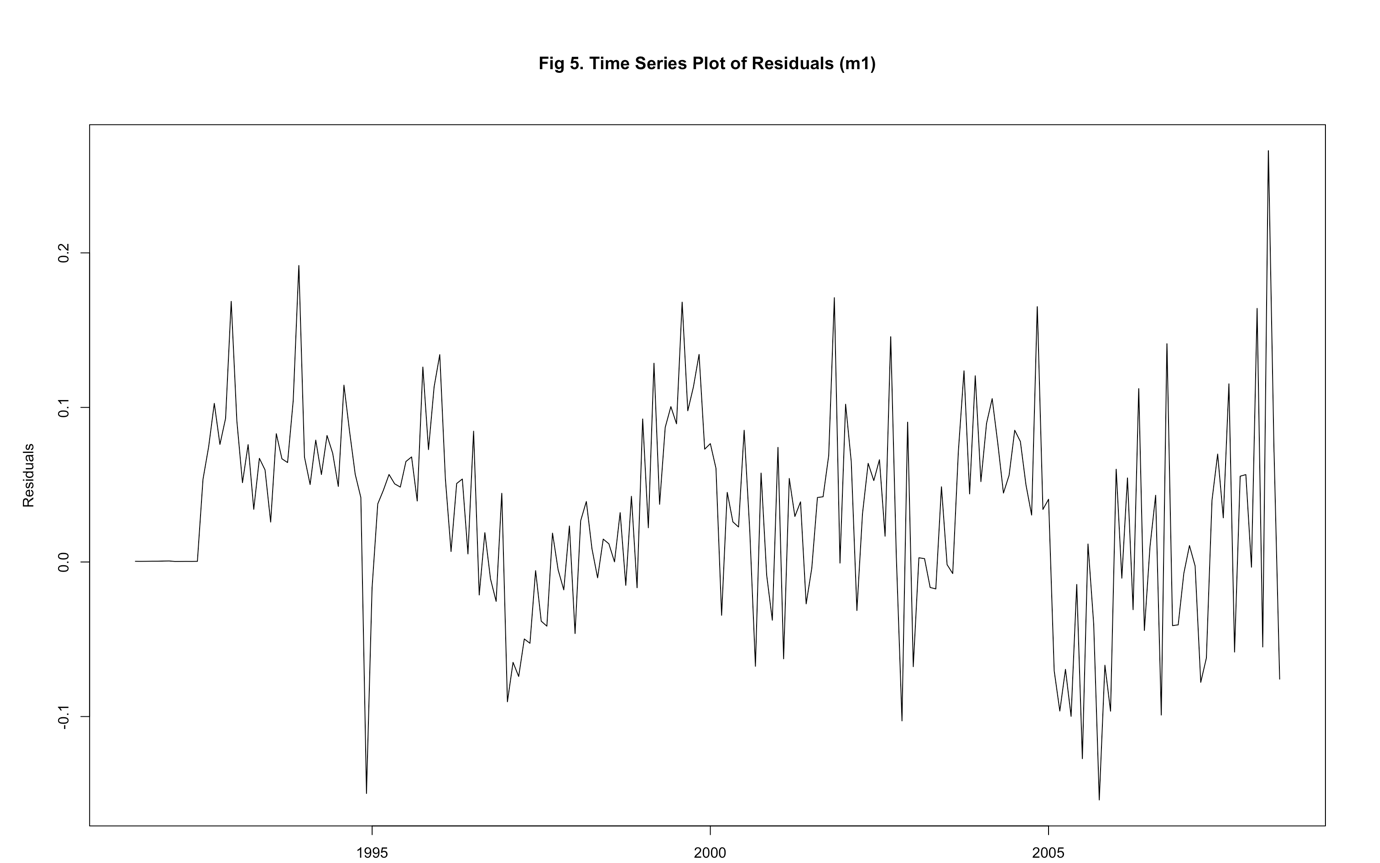 Fig 5. Time Series Plot of Residuals (m1)
Residuals
0.2
0.1
0.0
-0.1
1995 2000 2005